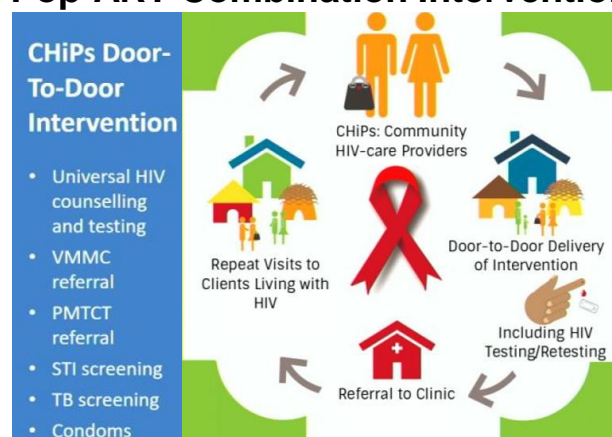 CHiPs Door-
To-Door
Intervention
• Universal HIV
counselling
and testing
• VMMC
referral
• PMTCT
referral
• STI screening
• TB screening
• Condoms
CHiPs: Community
HIV-care Providers
Door-to-Door Delivery
of Intervention
Including HIV
Testing/Retesting
Referral to Clinic
Repeat Visits to
Clients Living with
HIV